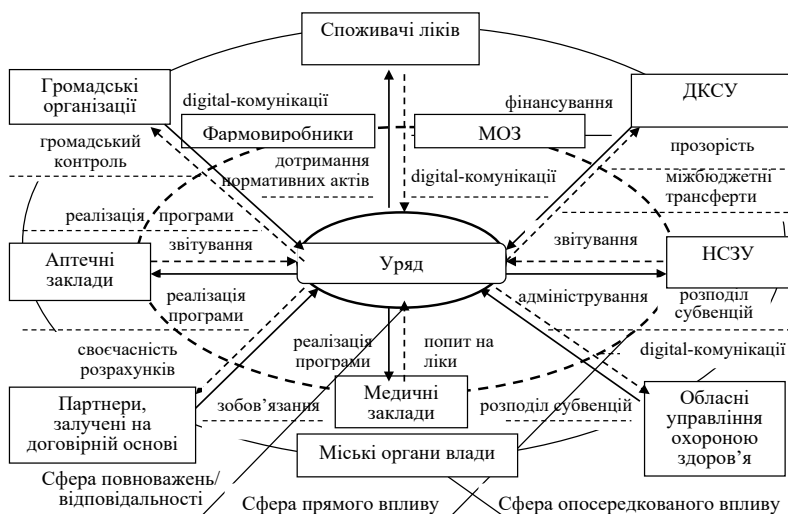 Споживачі ліків
Громадські
організації
ДКСУ
digital-комунікації
фінансування
Фармовиробники
МОЗ
громадський
контроль
прозорість
дотримання
нормативних актів
digital-комунікації
міжбюджетні
трансферти
реалізація програми
звітування
звітування
Аптечні
заклади
Уряд
НСЗУ
реалізація
програми
адміністрування
розподіл
субвенцій
своєчасність
розрахунків
реалізація
програми
попит на
ліки
digital-комунікації
Партнери,
залучені на
договірній основі
зобов’язання
Медичні
заклади
розподіл субвенцій
Обласні
управління
охороною
здоров’я
Міські органи влади
Сфера повноважень/
відповідальності
Сфера прямого впливу
Сфера опосередкованого впливу